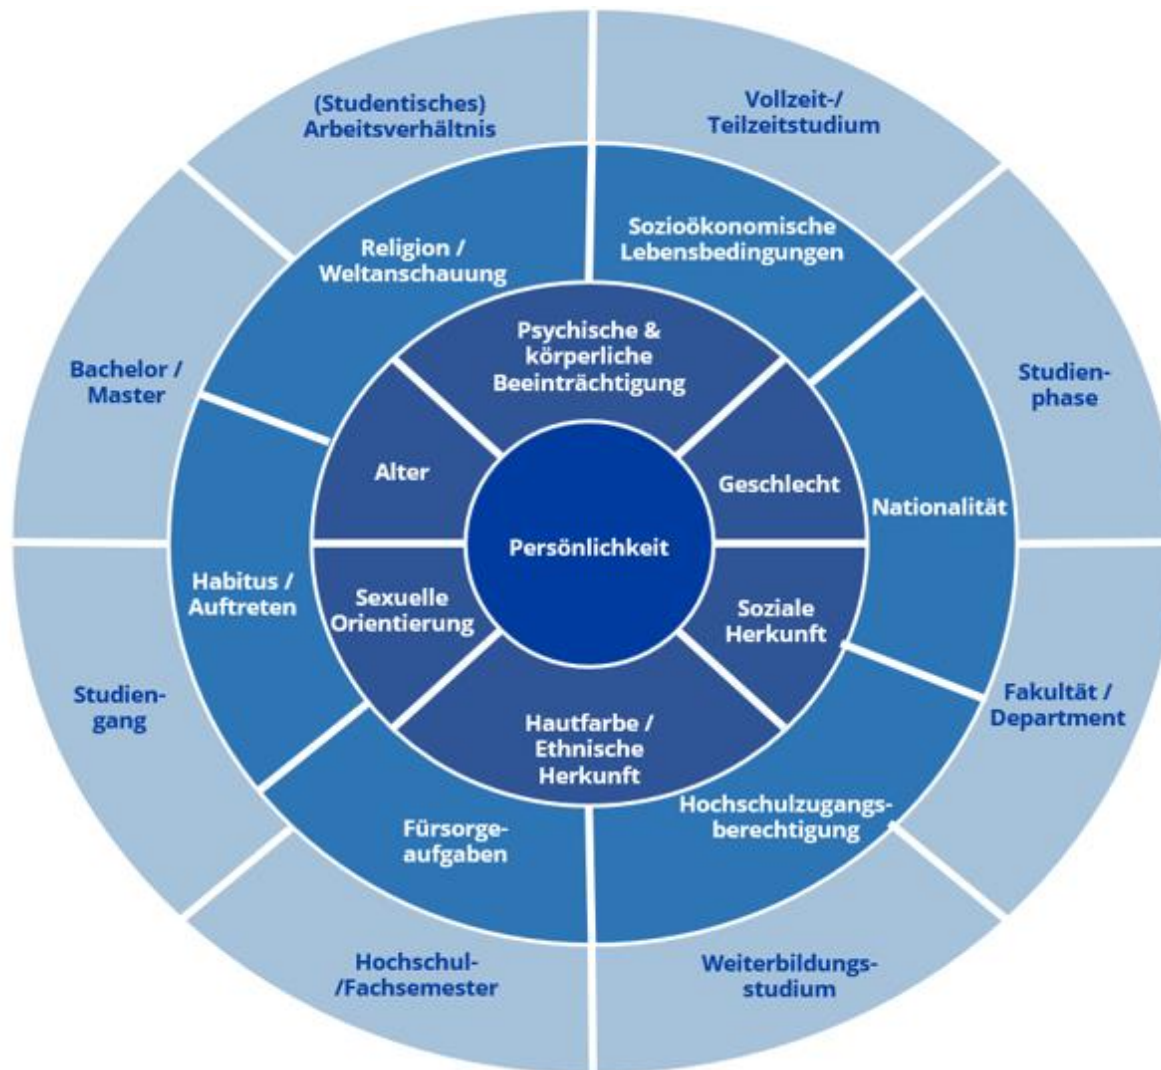 (Studentisches)
Arbeitsverhältnis
Vollzeit-/
Teilzeitstudium
Studien-
phase
Fakultät /
Department
Weiterbildungs-
studium
Hochschul-
/Fachsemester
Studien-
gang
Bachelor /
Master
Religion /
Weltanschauung
Sozioökonomische
Lebensbedingungen
Nationalität
Hochschulzugangs-
berechtigung
Fürsorge-
aufgaben
Habitus /
Auftreten
Psychische &
körperliche
Beeinträchtigung
Geschlecht
Soziale
Herkunft
Hautfarbe /
Ethnische
Herkunft
Sexuelle
Orientierung
Alter
Persönlichkeit